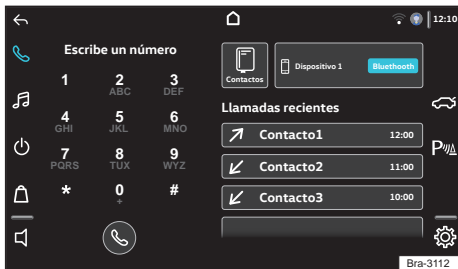 12:10
Escribe un número
1 2 3
ABC DEF
4 5 6
GHI JKL MNO
7 8 9
PQRS TUX WYZ
* 0 #
+
Contactos
Dispositivo 1
Bluethooth
Llamadas recientes
Contacto1 12:00
Contacto2 11:00
Contacto3 10:00
P
Bra-3112